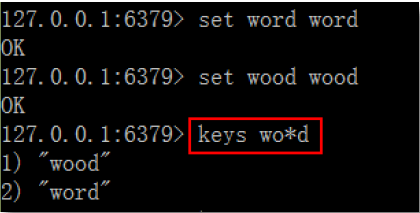 127.0.0.1:6379> set word word
OK
127.0.0.1:6379> set wood wood
OK
127.0.0.1:6379> keys wo*d
1) "wood"
2) "word"